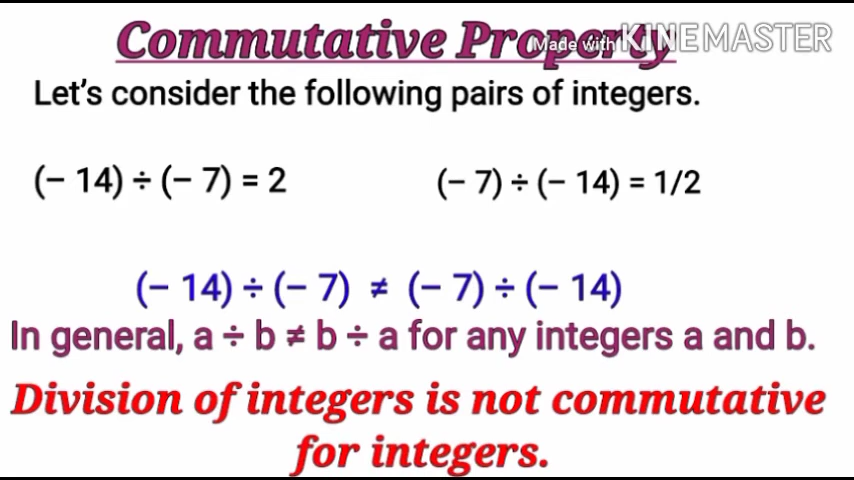 Commutative Property
Made with KINEMASTER
Let's consider the following pairs of integers.
(– 14) ÷ (– 7) = 2
(– 7) ÷ (– 14) = 1/2
(– 14) ÷ (– 7) ≠ (– 7) ÷ (– 14)
In general, a ÷ b ≠ b ÷ a for any integers a and b.
Division of integers is not commutative
for integers.